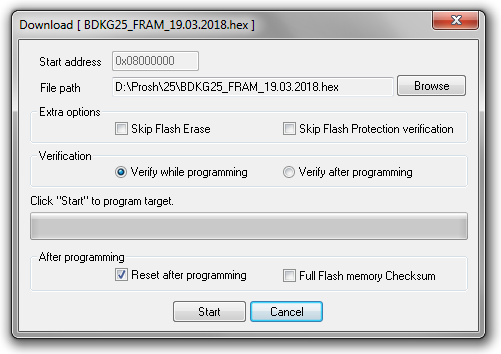 Download [ BDKG25_FRAM_19.03.2018.hex ]
Start address 0x08000000
File path D:\Prosh\25\BDKG25_FRAM_19.03.2018.hex Browse
Extra options
Skip Flash Erase Skip Flash Protection verification
Verification
Verify while programming Verify after programming
Click "Start" to program target.
After programming
Reset after programming Full Flash memory Checksum
Start Cancel